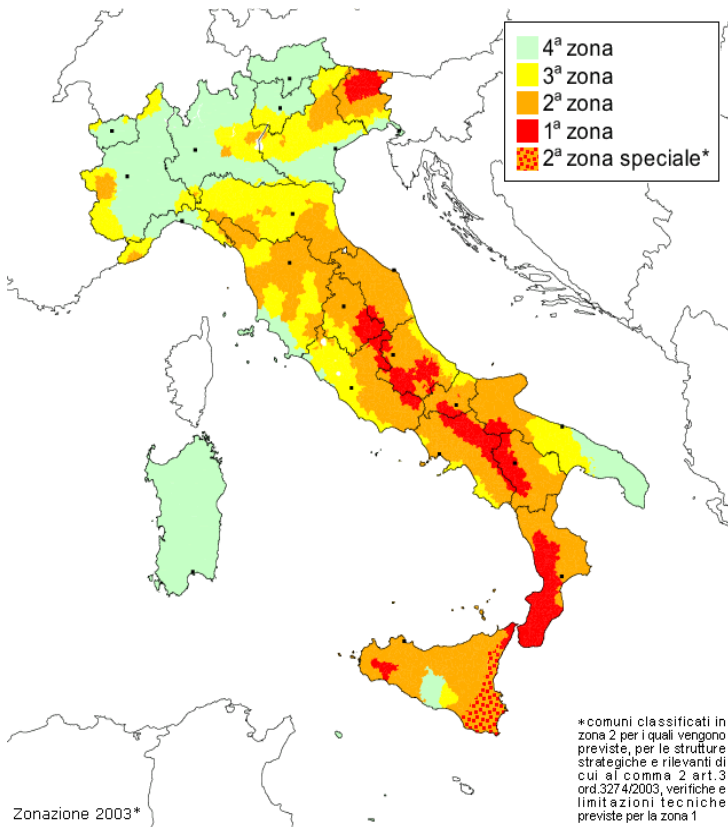 4ª zona
3ª zona
2ª zona
1ª zona
2ª zona speciale*
*comuni classificati in
zona 2 per i quali vengono
previste, per le strutture
strategiche e rilevanti di
cui al comma 2 art.3
ord.3274/2003, verifiche e
limitazioni tecniche
previste per la zona 1
Zonazione 2003*